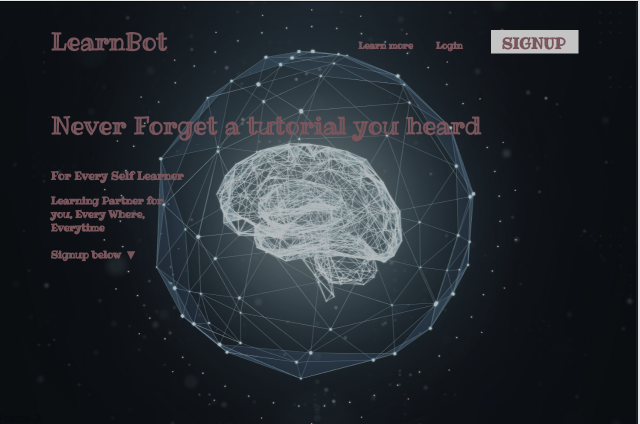 LearnBot
Learn more
Login
SIGNUP
Never Forget a tutorial you heard
For Every Self Learner
Learning Partner for
you, Every Where,
Everytime
Signup below ▼